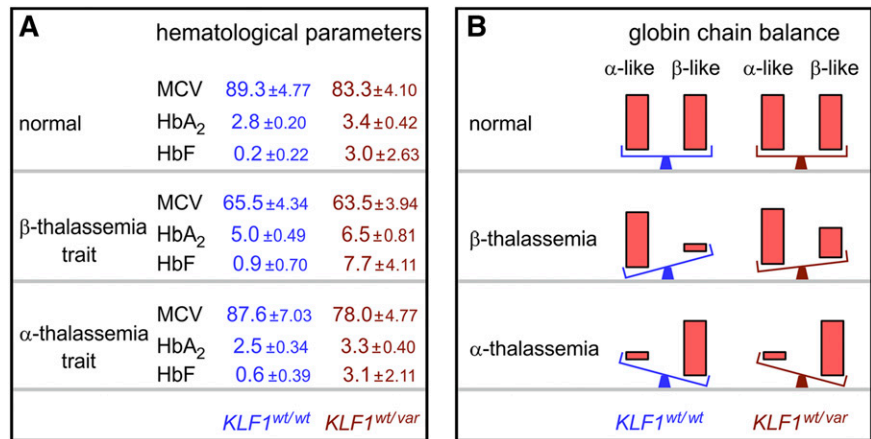 A hematological parameters
normal
MCV 89.3 ±4.77 83.3 ±4.10
HbA2 2.8 ±0.20 3.4 ±0.42
HbF 0.2 ±0.22 3.0 ±2.63
β-thalassemia trait
MCV 65.5 ±4.34 63.5 ±3.94
HbA2 5.0 ±0.49 6.5 ±0.81
HbF 0.9 ±0.70 7.7 ±4.11
α-thalassemia trait
MCV 87.6 ±7.03 78.0 ±4.77
HbA2 2.5 ±0.34 3.3 ±0.40
HbF 0.6 ±0.39 3.1 ±2.11
KLF1wt/wt KLF1wt/var
B globin chain balance
α-like β-like α-like β-like
normal
β-thalassemia
α-thalassemia
KLF1wt/wt KLF1wt/var